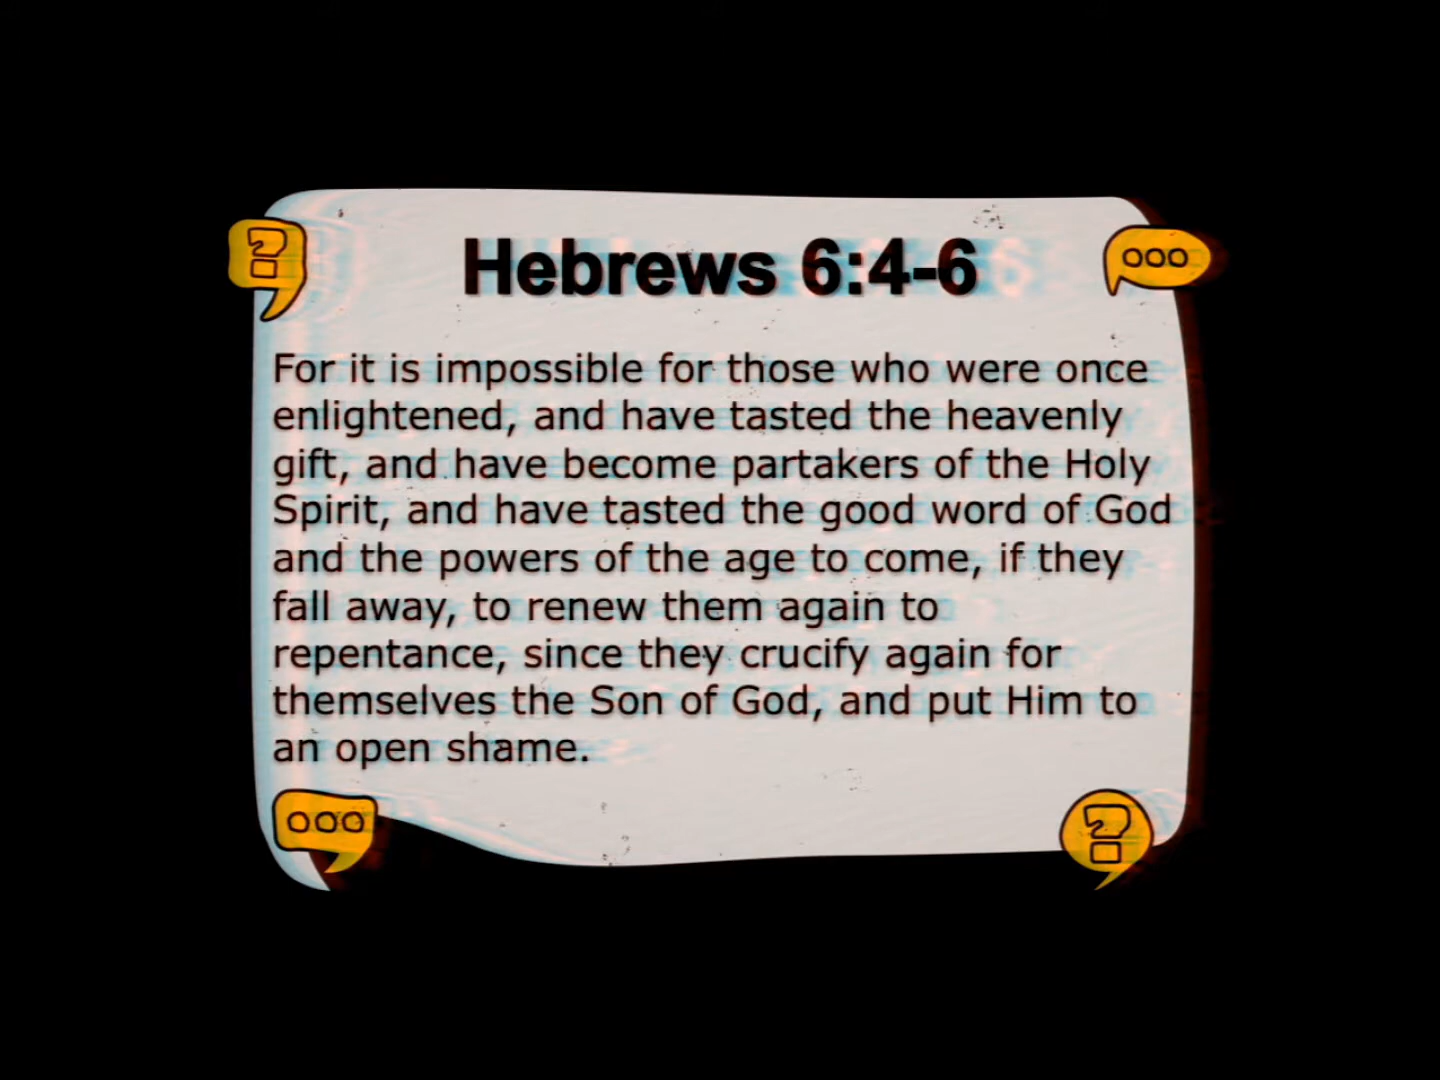 Hebrews 6:4-6
For it is impossible for those who were once
enlightened, and have tasted the heavenly
gift, and have become partakers of the Holy
Spirit, and have tasted the good word of God
and the powers of the age to come, if they
fall away, to renew them again to
repentance, since they crucify again for
themselves the Son of God, and put Him to
an open shame.